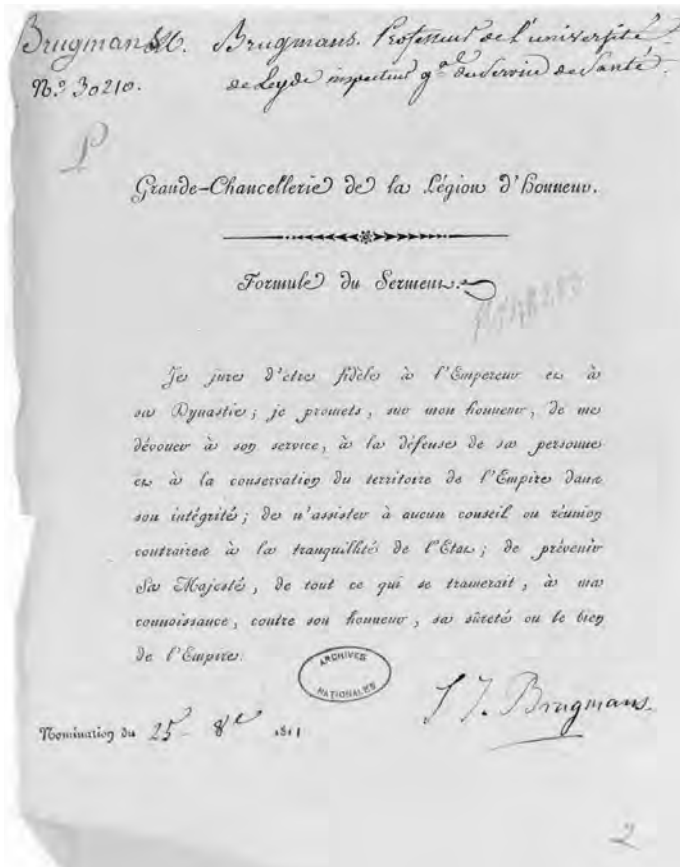 Brugmans M. Brugmans. Professeur de l'université
N.º 30210. de Leyde inspecteur g.al du Service de Santé.
P
Grande-Chancellerie de la Légion d'Honneur.
Formule du Serment.
Je jure d'être fidèle à l'Empereur et à
sa Dynastie; je promets, sur mon honneur, de me
dévouer à son service, à la défense de sa personne
et à la conservation du territoire de l'Empire dans
son intégrité; de n'assister à aucun conseil ou réunion
contraire à la tranquillité de l'Etat; de prévenir
Sa Majesté, de tout ce qui se tramerait, à ma
connoissance, contre son honneur, sa sûreté ou le bien
de l'Empire.
ARCHIVES
NATIONALES
S J. Brugmans.
Nomination du 25 8.e 1811
2